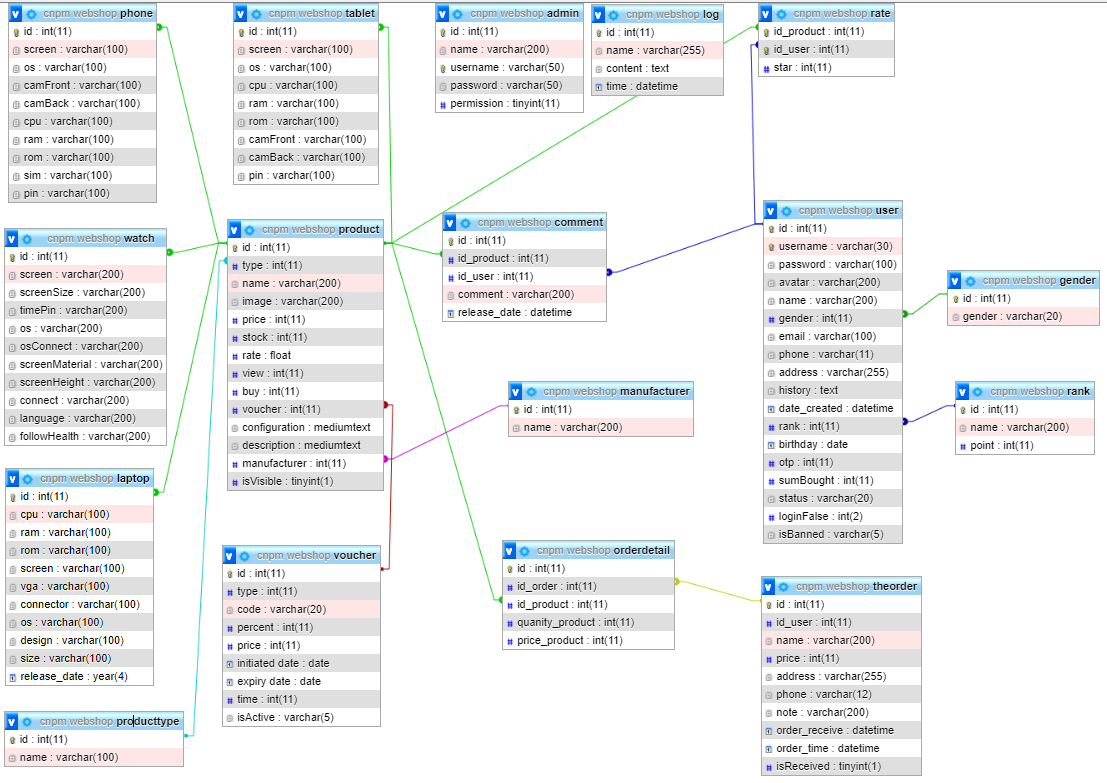 cnpm webshop phone
id : int(11)
screen : varchar(100)
os : varchar(100)
camFront : varchar(100)
camBack : varchar(100)
cpu : varchar(100)
ram : varchar(100)
rom : varchar(100)
sim : varchar(100)
pin : varchar(100)
cnpm webshop tablet
id : int(11)
screen : varchar(100)
os : varchar(100)
cpu : varchar(100)
ram : varchar(100)
rom : varchar(100)
camFront : varchar(100)
camBack : varchar(100)
pin : varchar(100)
cnpm webshop admin
id : int(11)
name : varchar(200)
username : varchar(50)
password : varchar(50)
permission : tinyint(11)
cnpm webshop log
id : int(11)
name : varchar(255)
content : text
time : datetime
cnpm webshop rate
id_product : int(11)
id_user : int(11)
star : int(11)
cnpm webshop watch
id : int(11)
screen : varchar(200)
screenSize : varchar(200)
timePin : varchar(200)
os : varchar(200)
osConnect : varchar(200)
screenMaterial : varchar(200)
screenHeight : varchar(200)
connect : varchar(200)
language : varchar(200)
followHealth : varchar(200)
cnpm webshop product
id : int(11)
type : int(11)
name : varchar(200)
image : varchar(200)
price : int(11)
stock : int(11)
rate : float
view : int(11)
buy : int(11)
voucher : int(11)
configuration : mediumtext
description : mediumtext
manufacturer : int(11)
isVisible : tinyint(1)
cnpm webshop comment
id : int(11)
id_product : int(11)
id_user : int(11)
comment : varchar(200)
release_date : datetime
cnpm webshop user
id : int(11)
username : varchar(30)
password : varchar(100)
avatar : varchar(200)
name : varchar(200)
gender : int(11)
email : varchar(100)
phone : varchar(11)
address : varchar(255)
history : text
date_created : datetime
rank : int(11)
birthday : date
otp : int(11)
sumBought : int(11)
status : varchar(20)
loginFalse : int(2)
isBanned : varchar(5)
cnpm webshop gender
id : int(11)
gender : varchar(20)
cnpm webshop manufacturer
id : int(11)
name : varchar(200)
cnpm webshop rank
id : int(11)
name : varchar(200)
point : int(11)
cnpm webshop laptop
id : int(11)
cpu : varchar(100)
ram : varchar(100)
rom : varchar(100)
screen : varchar(100)
vga : varchar(100)
connector : varchar(100)
os : varchar(100)
design : varchar(100)
size : varchar(100)
release_date : year(4)
cnpm webshop voucher
id : int(11)
type : int(11)
code : varchar(20)
percent : int(11)
price : int(11)
initiated date : date
expiry date : date
time : int(11)
isActive : varchar(5)
cnpm webshop orderdetail
id : int(11)
id_order : int(11)
id_product : int(11)
quanity_product : int(11)
price_product : int(11)
cnpm webshop theorder
id : int(11)
id_user : int(11)
name : varchar(200)
price : int(11)
address : varchar(255)
phone : varchar(12)
note : varchar(200)
order_receive : datetime
order_time : datetime
isReceived : tinyint(1)
cnpm webshop producttype
id : int(11)
name : varchar(100)